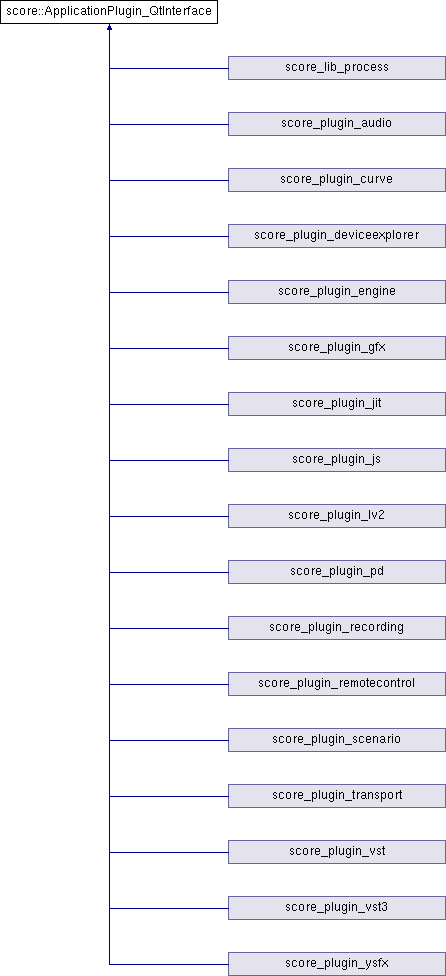 score::ApplicationPlugin_QtInterface
score_lib_process
score_plugin_audio
score_plugin_curve
score_plugin_deviceexplorer
score_plugin_engine
score_plugin_gfx
score_plugin_jit
score_plugin_js
score_plugin_lv2
score_plugin_pd
score_plugin_recording
score_plugin_remotecontrol
score_plugin_scenario
score_plugin_transport
score_plugin_vst
score_plugin_vst3
score_plugin_ysfx